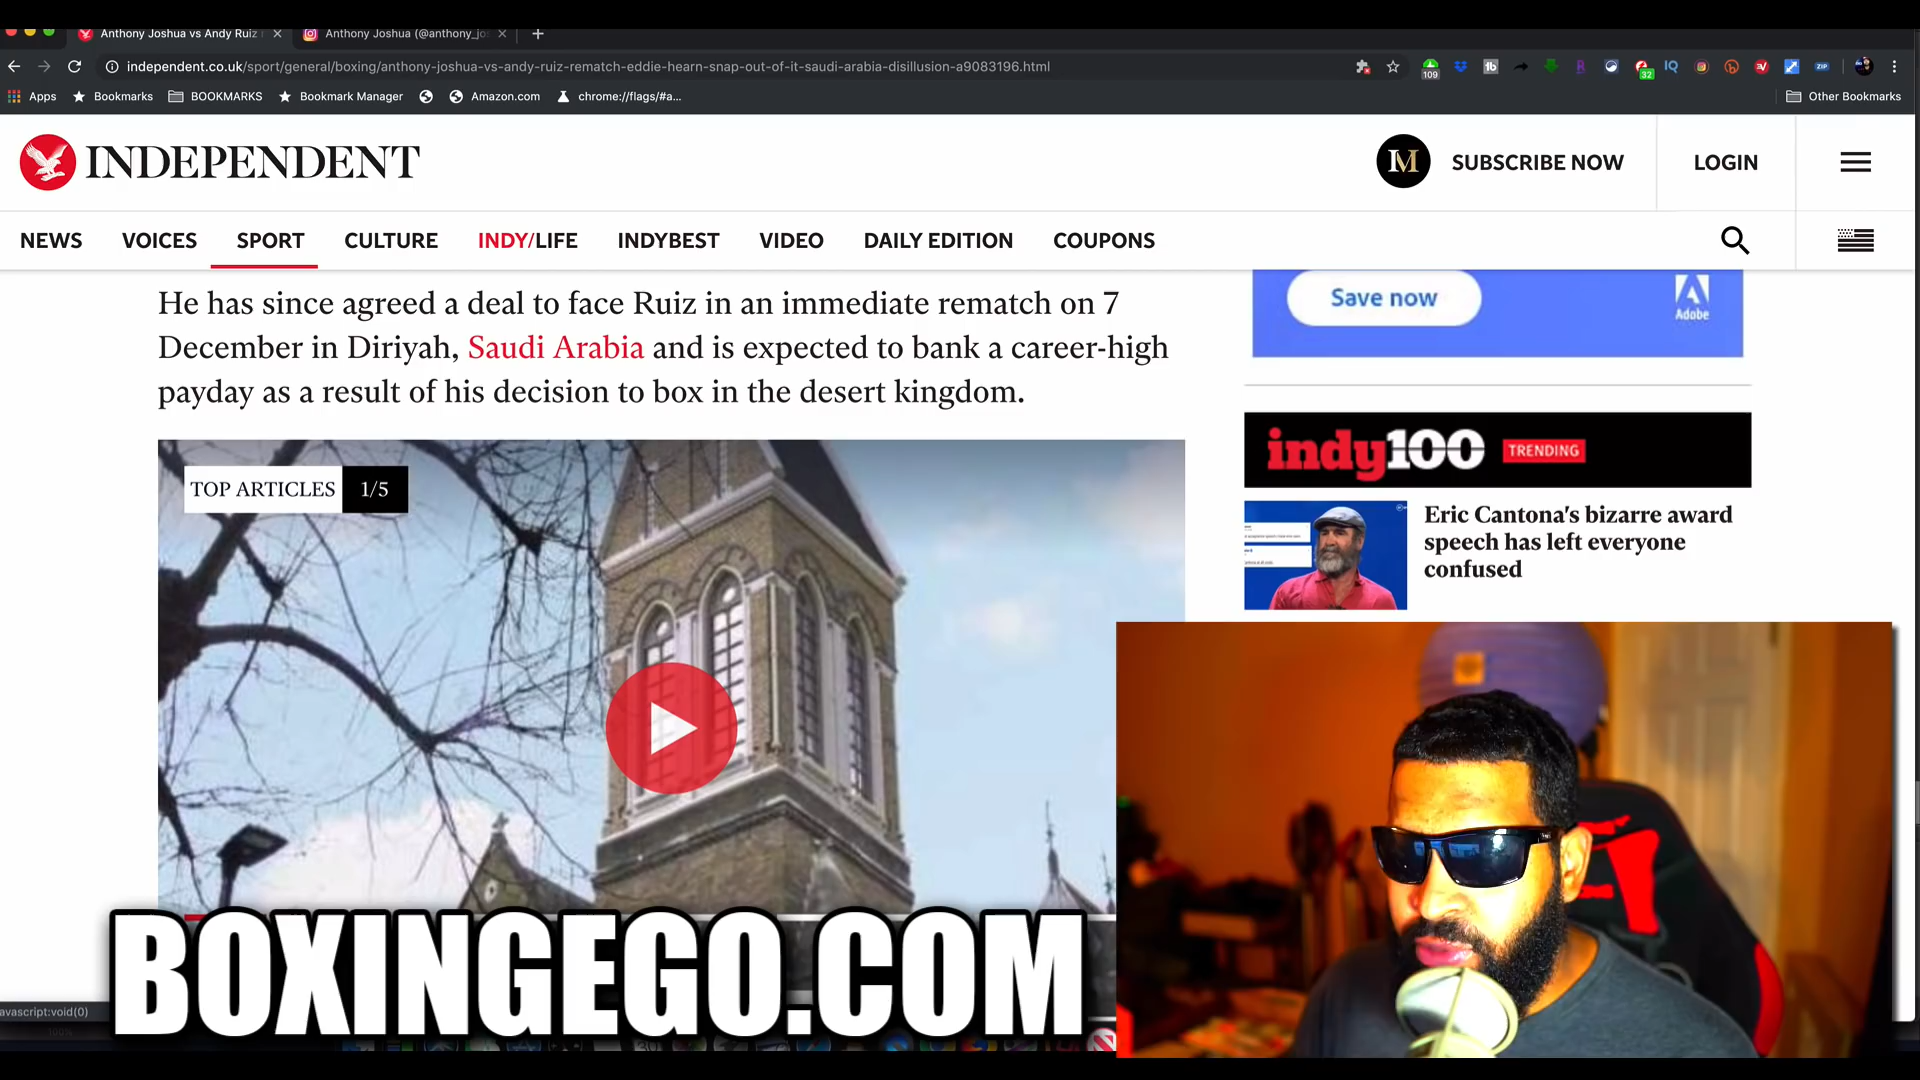 Anthony Joshua vs Andy Ruiz
Anthony Joshua (@anthony_jo
independent.co.uk/sport/general/boxing/anthony-joshua-vs-andy-ruiz-rematch-eddie-hearn-snap-out-of-it-saudi-arabia-disillusion-a9083196.html
109
32
IQ
ZIP
Apps
Bookmarks
BOOKMARKS
Bookmark Manager
Amazon.com
chrome://flags/#a...
Other Bookmarks
INDEPENDENT
SUBSCRIBE NOW
LOGIN
NEWS
VOICES
SPORT
CULTURE
INDY/LIFE
INDYBEST
VIDEO
DAILY EDITION
COUPONS
He has since agreed a deal to face Ruiz in an immediate rematch on 7
December in Diriyah, Saudi Arabia and is expected to bank a career-high
payday as a result of his decision to box in the desert kingdom.
Save now
Adobe
TOP ARTICLES 1/5
indy100 TRENDING
Eric Cantona's bizarre award
speech has left everyone
confused
BOXINGEGO.COM
avascript:void(0)